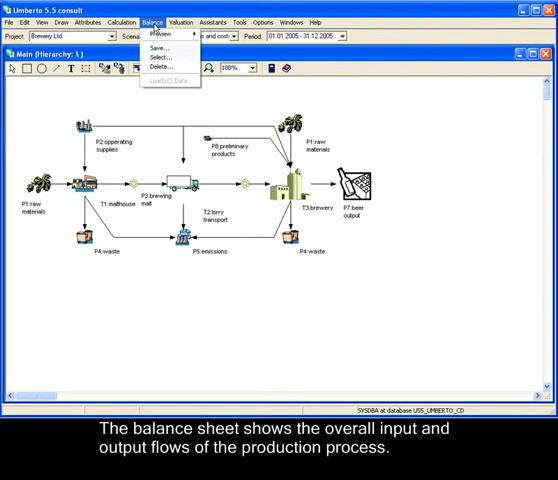 Umberto 5.5 consult
File Edit View Draw Attributes Calculation Balance Valuation Assistants Tools Options Windows Help
Project: Brewery Ltd. Scena s and costs Period: 01.01.2005 - 31.12.2005
Preview
Save...
Select...
Delete...
Load LCI Data
Main (Hierarchy: \ )
T
100%
P2:opperating
supplies
P8:preliminary
products
P1:raw
materials
P1:raw
materials
T1:malthouse
P3:brewing
malt
T2:lorry
transport
T3:brewery
P7:beer
output
P4:waste
P5:emissions
P4:waste
SYSDBA at database U55_UMBERTO_CD
The balance sheet shows the overall input and
output flows of the production process.